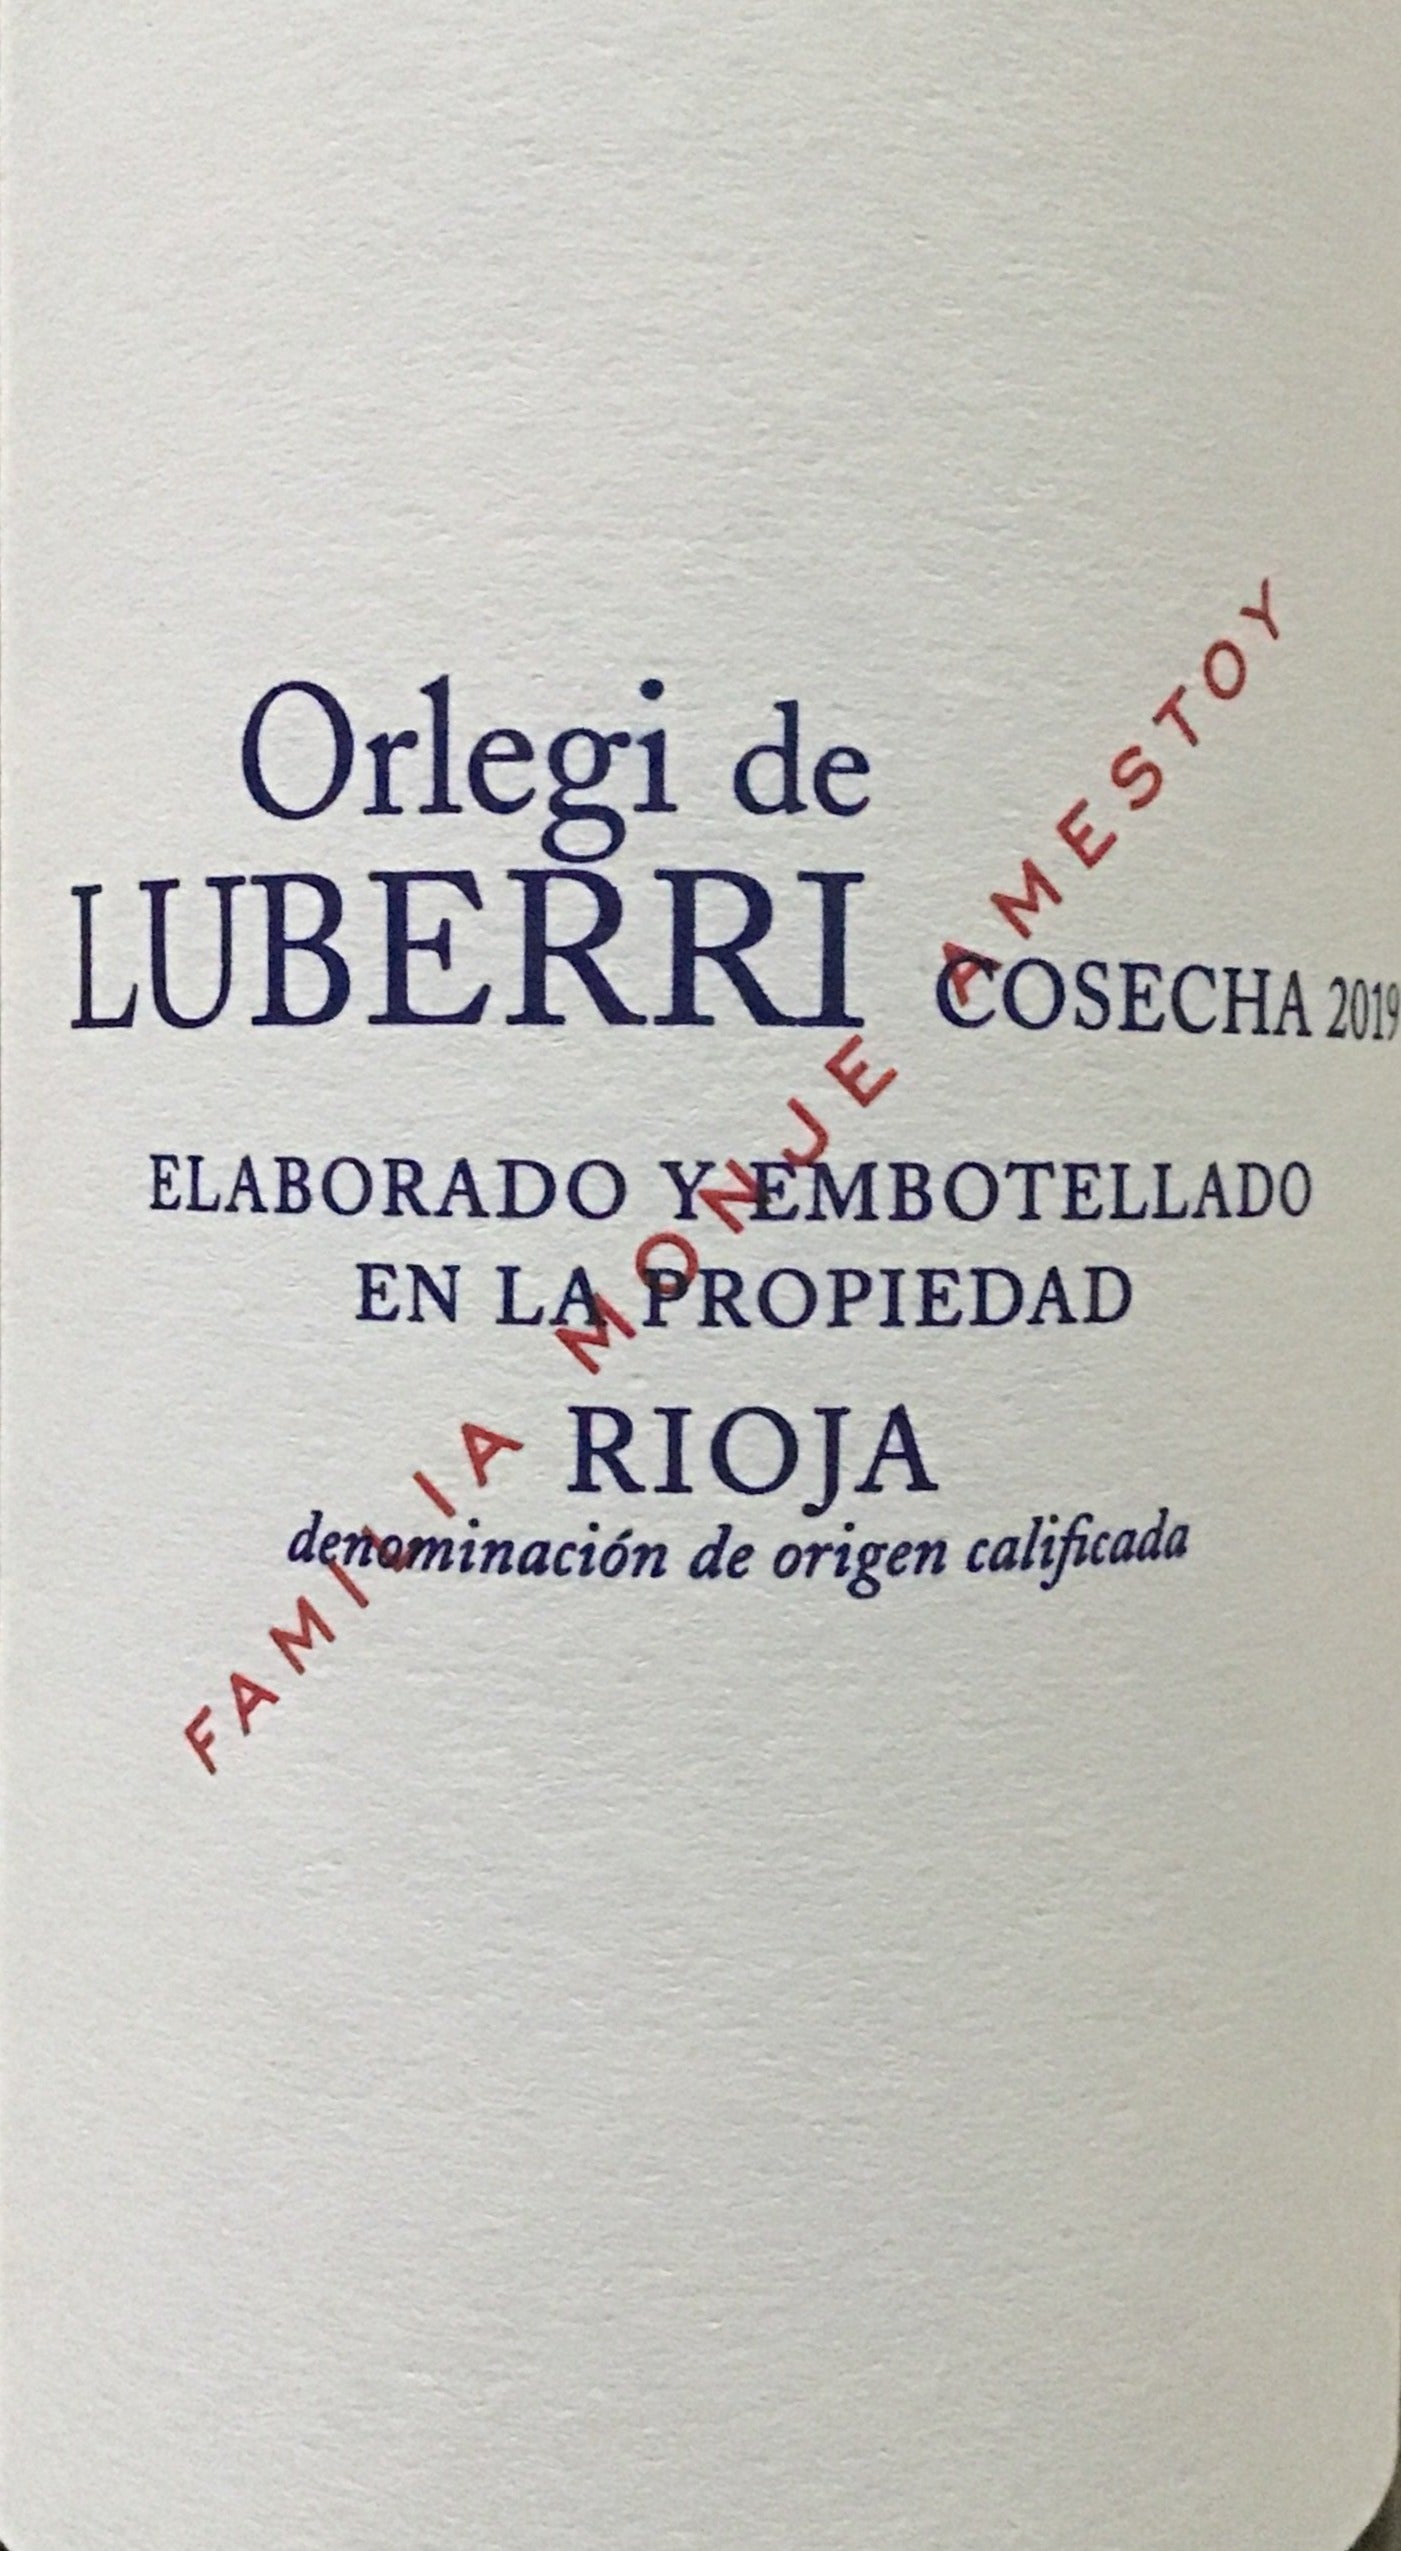 Orlegi de
LUBERRI COSECHA 2019
ELABORADO Y EMBOTELLADO
EN LA PROPIEDAD
RIOJA
denominación de origen calificada
FAMILIA MONJE AMESTOY